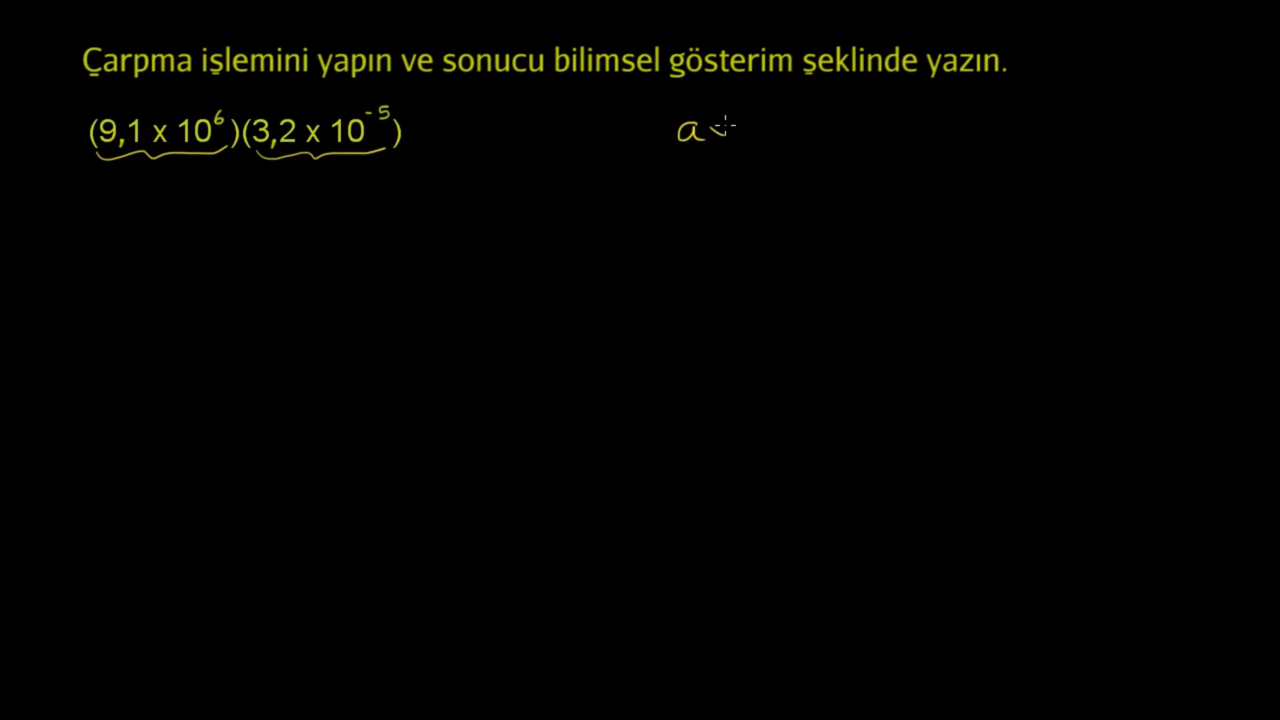 Çarpma işlemini yapın ve sonucu bilimsel gösterim şeklinde yazın.
(9,1 x 10⁶)(3,2 x 10⁻⁵) a